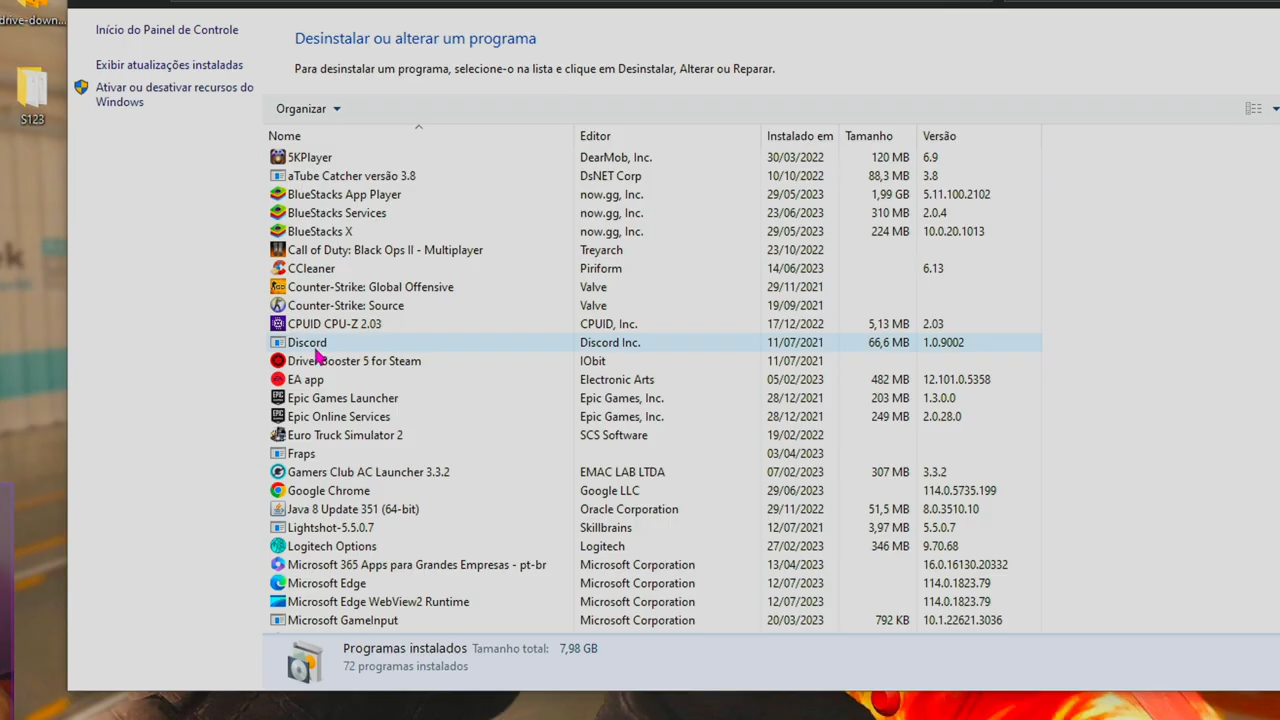 drive-down...
S123
Início do Painel de Controle
Exibir atualizações instaladas
Ativar ou desativar recursos do
Windows
Desinstalar ou alterar um programa
Para desinstalar um programa, selecione-o na lista e clique em Desinstalar, Alterar ou Reparar.
Organizar
Nome Editor Instalado em Tamanho Versão
5KPlayer DearMob, Inc. 30/03/2022 120 MB 6.9
aTube Catcher versão 3.8 DsNET Corp 10/10/2022 88,3 MB 3.8
BlueStacks App Player now.gg, Inc. 29/05/2023 1,99 GB 5.11.100.2102
BlueStacks Services now.gg, Inc. 23/06/2023 310 MB 2.0.4
BlueStacks X now.gg, Inc. 29/05/2023 224 MB 10.0.20.1013
Call of Duty: Black Ops II - Multiplayer Treyarch 23/10/2022
CCleaner Piriform 14/06/2023 6.13
Counter-Strike: Global Offensive Valve 29/11/2021
Counter-Strike: Source Valve 19/09/2021
CPUID CPU-Z 2.03 CPUID, Inc. 17/12/2022 5,13 MB 2.03
Discord Discord Inc. 11/07/2021 66,6 MB 1.0.9002
Driver Booster 5 for Steam IObit 11/07/2021
EA app Electronic Arts 05/02/2023 482 MB 12.101.0.5358
Epic Games Launcher Epic Games, Inc. 28/12/2021 203 MB 1.3.0.0
Epic Online Services Epic Games, Inc. 28/12/2021 249 MB 2.0.28.0
Euro Truck Simulator 2 SCS Software 19/02/2022
Fraps 03/04/2023
Gamers Club AC Launcher 3.3.2 EMAC LAB LTDA 07/02/2023 307 MB 3.3.2
Google Chrome Google LLC 29/06/2023 114.0.5735.199
Java 8 Update 351 (64-bit) Oracle Corporation 29/11/2022 51,5 MB 8.0.3510.10
Lightshot-5.5.0.7 Skillbrains 12/07/2021 3,97 MB 5.5.0.7
Logitech Options Logitech 27/02/2023 346 MB 9.70.68
Microsoft 365 Apps para Grandes Empresas - pt-br Microsoft Corporation 13/04/2023 16.0.16130.20332
Microsoft Edge Microsoft Corporation 12/07/2023 114.0.1823.79
Microsoft Edge WebView2 Runtime Microsoft Corporation 12/07/2023 114.0.1823.79
Microsoft GameInput Microsoft Corporation 20/03/2023 792 KB 10.1.22621.3036
Programas instalados Tamanho total: 7,98 GB
72 programas instalados